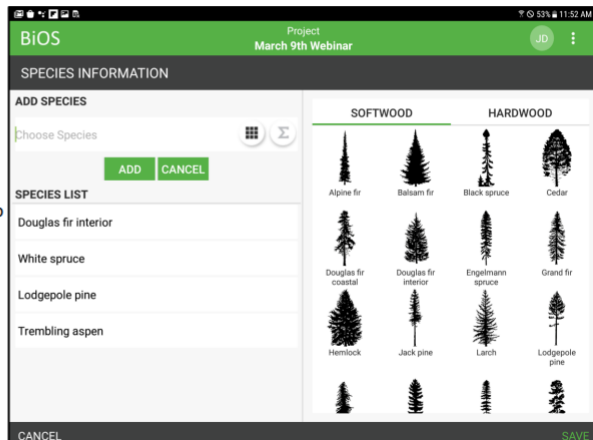 53% 11:52 AM
BiOS
Project
March 9th Webinar
JD
SPECIES INFORMATION
ADD SPECIES
Choose Species
Σ
ADD
CANCEL
SPECIES LIST
Douglas fir interior
White spruce
Lodgepole pine
Trembling aspen
SOFTWOOD
HARDWOOD
Alpine fir
Balsam fir
Black spruce
Cedar
Douglas fir
coastal
Douglas fir
interior
Engelmann
spruce
Grand fir
Hemlock
Jack pine
Larch
Lodgepole
pine
CANCEL
SAVE